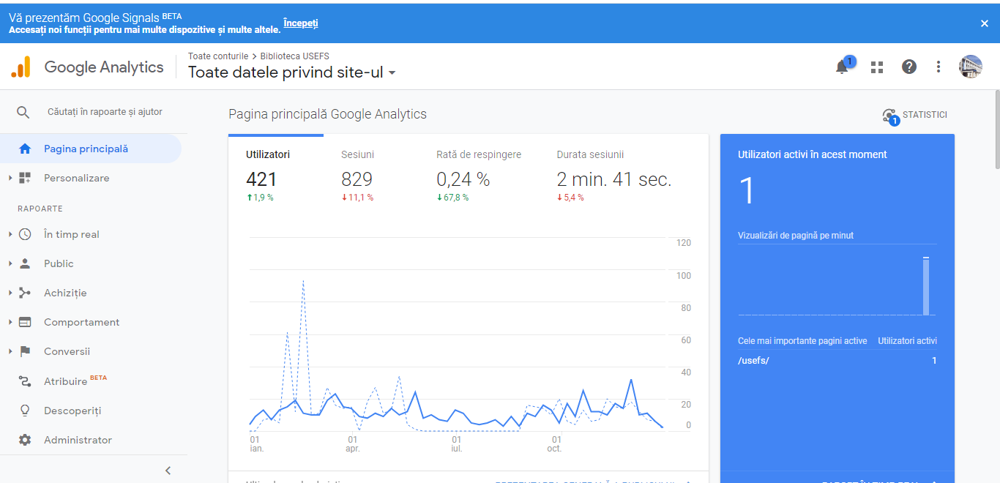 Vă prezentăm Google Signals BETA
Accesați noi funcții pentru mai multe dispozitive și multe altele. Începeți
Google Analytics
Toate conturile > Biblioteca USEFS
Toate datele privind site-ul
1
Căutați în rapoarte și ajutor
Pagina principală
Personalizare
RAPOARTE
În timp real
Public
Achiziție
Comportament
Conversii
Atribuire BETA
Descoperiți
Administrator
Pagina principală Google Analytics
1 STATISTICI
Utilizatori Sesiuni Rată de respingere Durata sesiunii
421 829 0,24 % 2 min. 41 sec.
↑1,9 % ↓11,1 % ↓67,8 % ↓5,4 %
120
100
80
60
40
20
0
01 01 01 01
ian. apr. iul. oct.
Utilizatori activi în acest moment
1
Vizualizări de pagină pe minut
Cele mai importante pagini active Utilizatori activi
/usefs/ 1